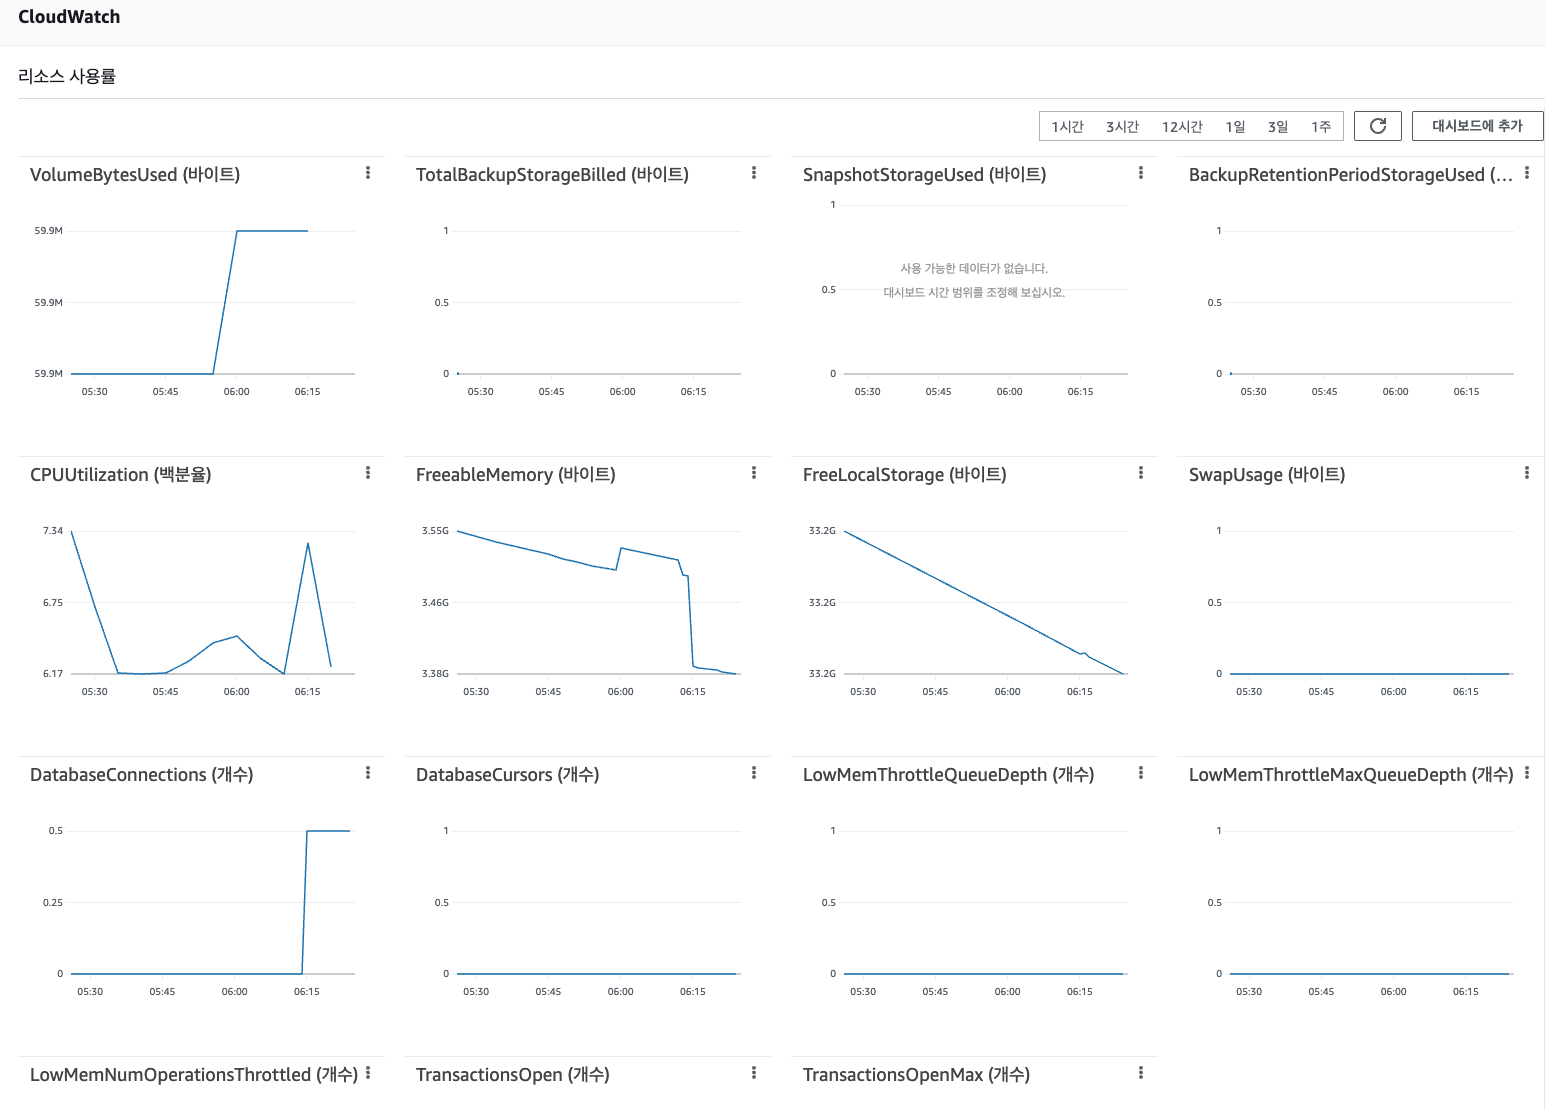 CloudWatch
리소스 사용률
1시간 3시간 12시간 1일 3일 1주 대시보드에 추가
VolumeBytesUsed (바이트)
59.9M
59.9M
59.9M
05:30 05:45 06:00 06:15
TotalBackupStorageBilled (바이트)
1
0.5
0
05:30 05:45 06:00 06:15
SnapshotStorageUsed (바이트)
1
사용 가능한 데이터가 없습니다.
0.5
대시보드 시간 범위를 조정해 보십시오.
0
05:30 05:45 06:00 06:15
BackupRetentionPeriodStorageUsed (...
1
0.5
0
05:30 05:45 06:00 06:15
CPUUtilization (백분율)
7.34
6.75
6.17
05:30 05:45 06:00 06:15
FreeableMemory (바이트)
3.55G
3.46G
3.38G
05:30 05:45 06:00 06:15
FreeLocalStorage (바이트)
33.2G
33.2G
33.2G
05:30 05:45 06:00 06:15
SwapUsage (바이트)
1
0.5
0
05:30 05:45 06:00 06:15
DatabaseConnections (개수)
0.5
0.25
0
05:30 05:45 06:00 06:15
DatabaseCursors (개수)
1
0.5
0
05:30 05:45 06:00 06:15
LowMemThrottleQueueDepth (개수)
1
0.5
0
05:30 05:45 06:00 06:15
LowMemThrottleMaxQueueDepth (개수)
1
0.5
0
05:30 05:45 06:00 06:15
LowMemNumOperationsThrottled (개수)
TransactionsOpen (개수)
TransactionsOpenMax (개수)